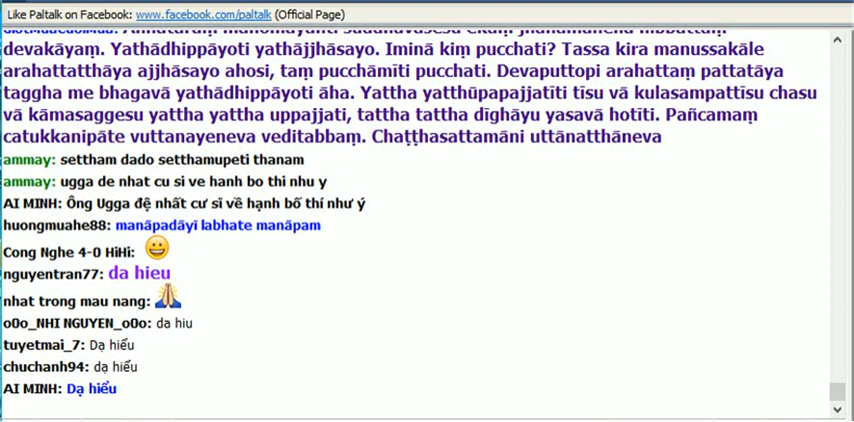 Like Paltalk on Facebook: www.facebook.com/paltalk (Official Page)
devakāyaṃ. Yathādhippāyoti yathājjhāsayo. Iminā kiṃ pucchati? Tassa kira manussakāle
arahattatthāya ajjhāsayo ahosi, taṃ pucchāmīti pucchati. Devaputtopi arahattaṃ pattatāya
taggha me bhagavā yathādhippāyoti āha. Yattha yatthūpapajjatīti tīsu vā kulasampattīsu chasu
vā kāmasaggesu yattha yattha uppajjati, tattha tattha dīghāyu yasavā hotīti. Pañcamaṃ
catukkanipāte vuttanayeneva veditabbaṃ. Chaṭṭhasattamāni uttānatthāneva
ammay: settham dado setthamupeti thanam
ammay: ugga de nhat cu si ve hanh bo thi nhu y
AI MINH: Ông Ugga đệ nhất cư sĩ về hạnh bố thí như ý
huongmuahe88: manāpadāyī labhate manāpam
Cong Nghe 4-0 HiHi:
nguyentran77: da hieu
nhat trong mau nang:
o0o_NHI NGUYEN_o0o: da hiu
tuyetmai_7: Dạ hiểu
chuchanh94: dạ hiểu
AI MINH: Dạ hiểu